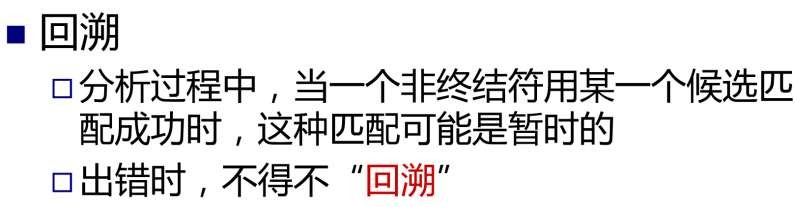 回溯
分析过程中，当一个非终结符用某一个候选匹
配成功时，这种匹配可能是暂时的
出错时，不得不“回溯”